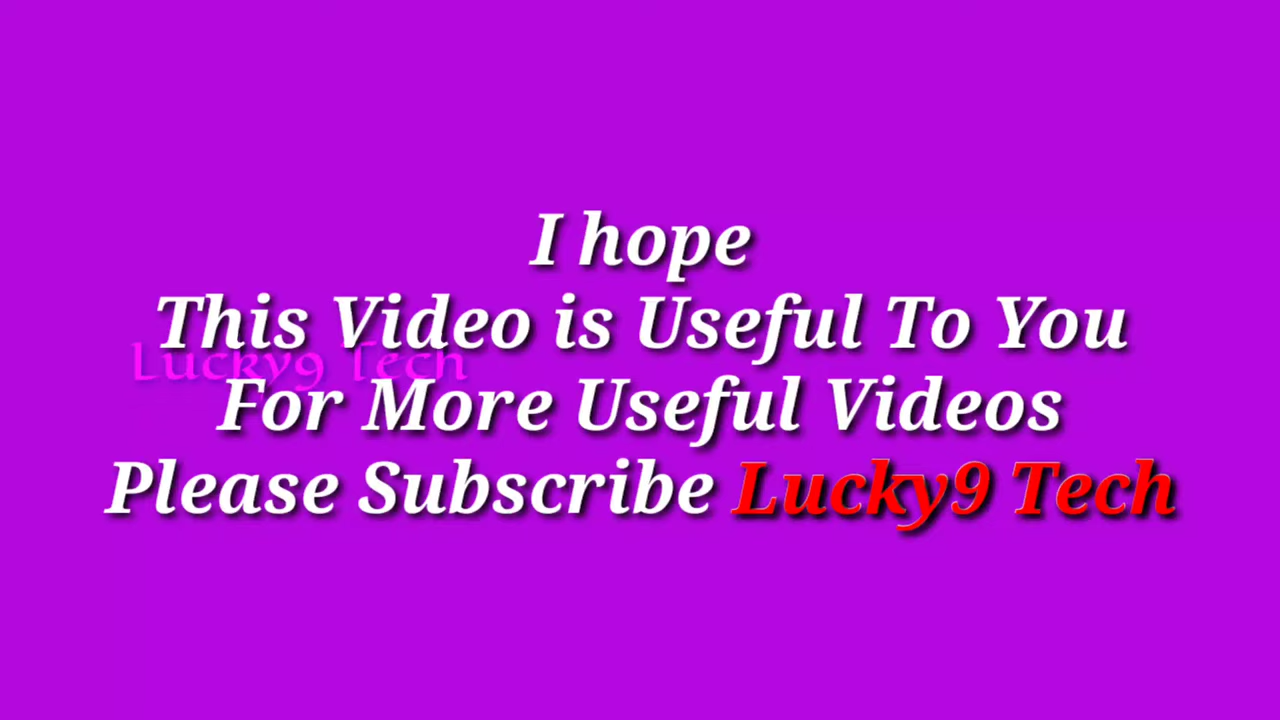 I hope
This Video is Useful To You
Lucky9 Tech
For More Useful Videos
Please Subscribe Lucky9 Tech